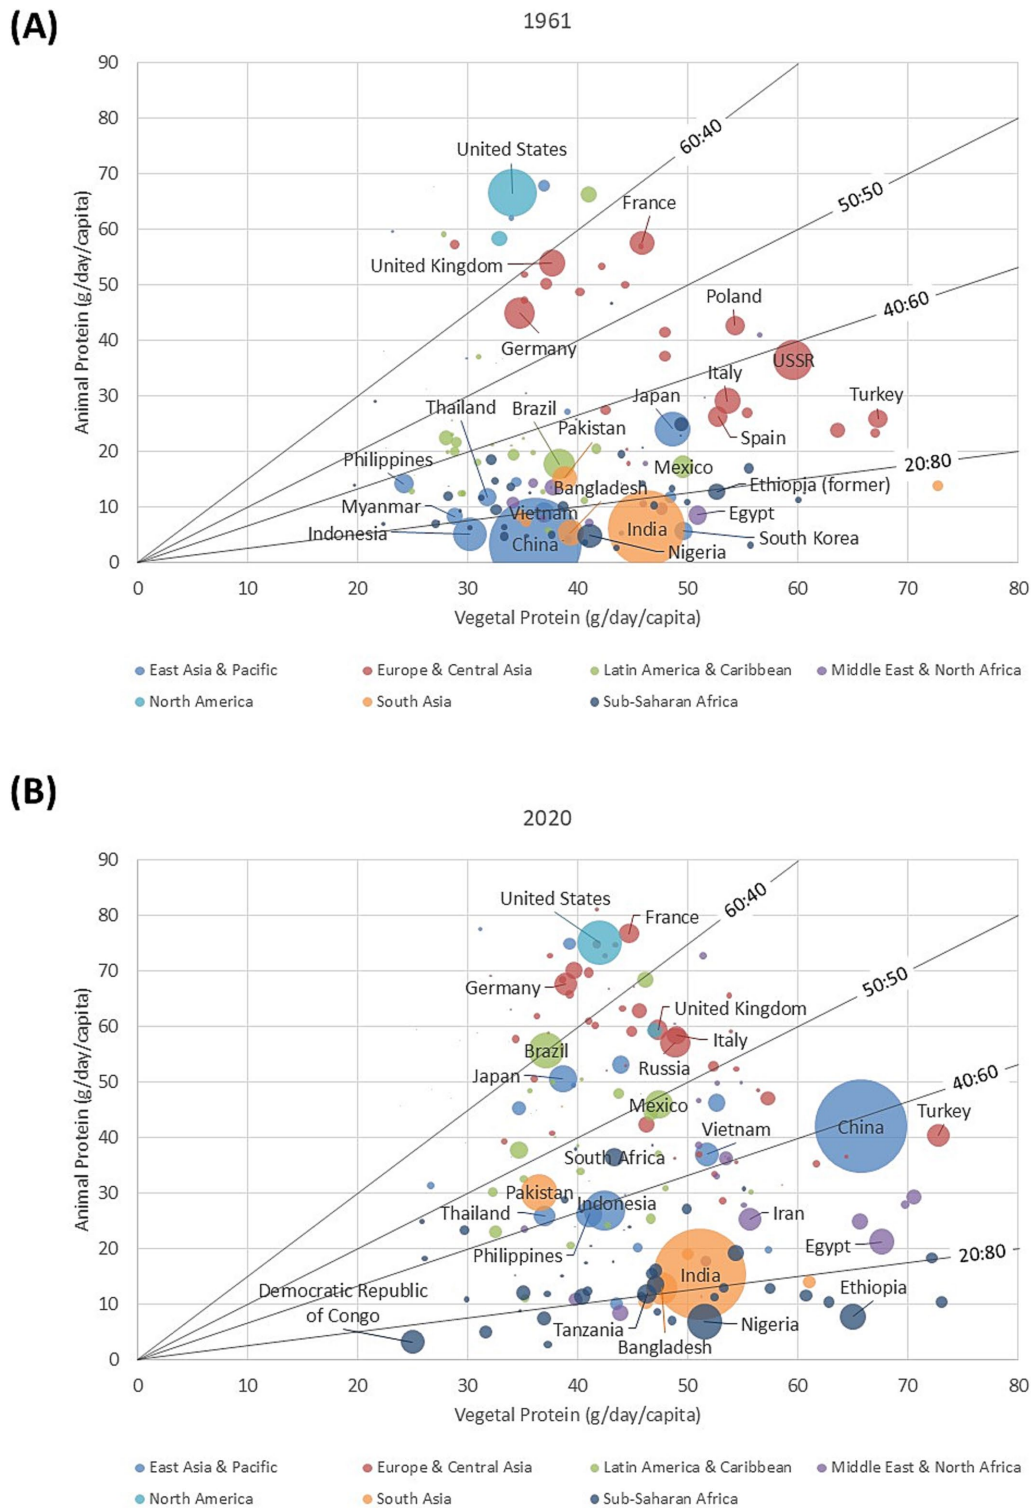 (A)
1961
90
80
70
60
50
40
30
20
10
0
Animal Protein (g/day/capita)
60:40
50:50
40:60
20:80
United States
France
United Kingdom
Germany
Poland
USSR
Italy
Turkey
Japan
Spain
Thailand
Brazil
Pakistan
Philippines
Mexico
Myanmar
Bangladesh
Ethiopia (former)
Vietnam
Egypt
Indonesia
China
India
Nigeria
South Korea
0
10
20
30
40
50
60
70
80
Vegetal Protein (g/day/capita)
East Asia & Pacific
Europe & Central Asia
Latin America & Caribbean
Middle East & North Africa
North America
South Asia
Sub-Saharan Africa
(B)
2020
90
80
70
60
50
40
30
20
10
0
Animal Protein (g/day/capita)
60:40
50:50
40:60
20:80
United States
France
Germany
United Kingdom
Italy
Brazil
Russia
Japan
Mexico
China
Turkey
Vietnam
South Africa
Pakistan
Indonesia
Thailand
Iran
Philippines
Egypt
India
Democratic Republic
of Congo
Ethiopia
Tanzania
Nigeria
Bangladesh
0
10
20
30
40
50
60
70
80
Vegetal Protein (g/day/capita)
East Asia & Pacific
Europe & Central Asia
Latin America & Caribbean
Middle East & North Africa
North America
South Asia
Sub-Saharan Africa